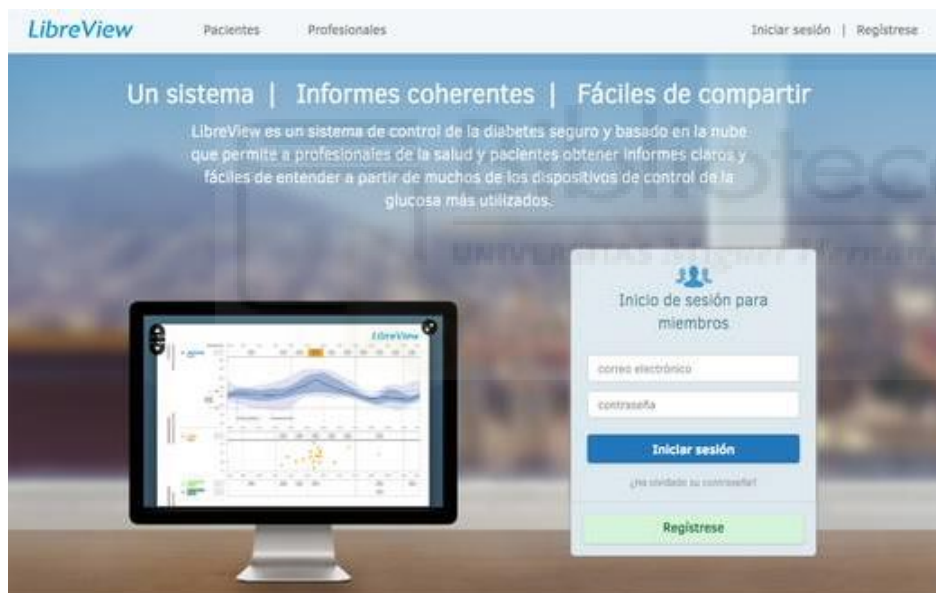 LibreView
Pacientes
Profesionales
Iniciar sesión | Regístrese
Un sistema | Informes coherentes | Fáciles de compartir
LibreView es un sistema de control de la diabetes seguro y basado en la nube
que permite a profesionales de la salud y pacientes obtener informes claros y
fáciles de entender a partir de muchos de los dispositivos de control de la
glucosa más utilizados.
Biblioteca
UNIVERSITAS Miguel
Inicio de sesión para
miembros
correo electrónico
contraseña
Iniciar sesión
¿Ha olvidado su contraseña?
Regístrese
LibreView